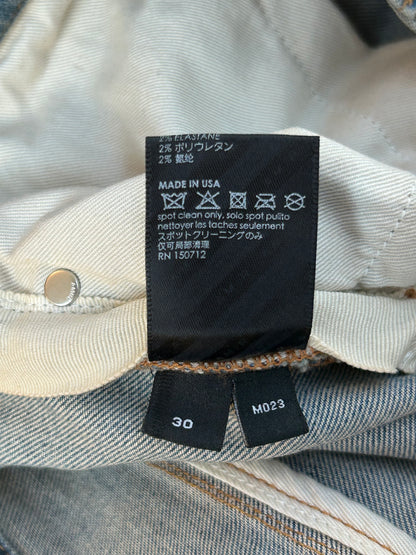 2% ELASTANE
2% ポリウレタン
2% 氨纶
MADE IN USA
spot clean only, solo spot pulito
nettoyer les taches seulement
スポットクリーニングのみ
仅可局部清理
RN 150712
30
M023